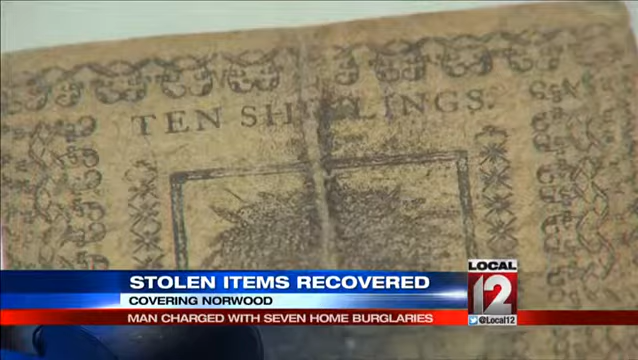 TEN SHILLINGS.
STOLEN ITEMS RECOVERED
COVERING NORWOOD
MAN CHARGED WITH SEVEN HOME BURGLARIES
LOCAL
12
@Local12